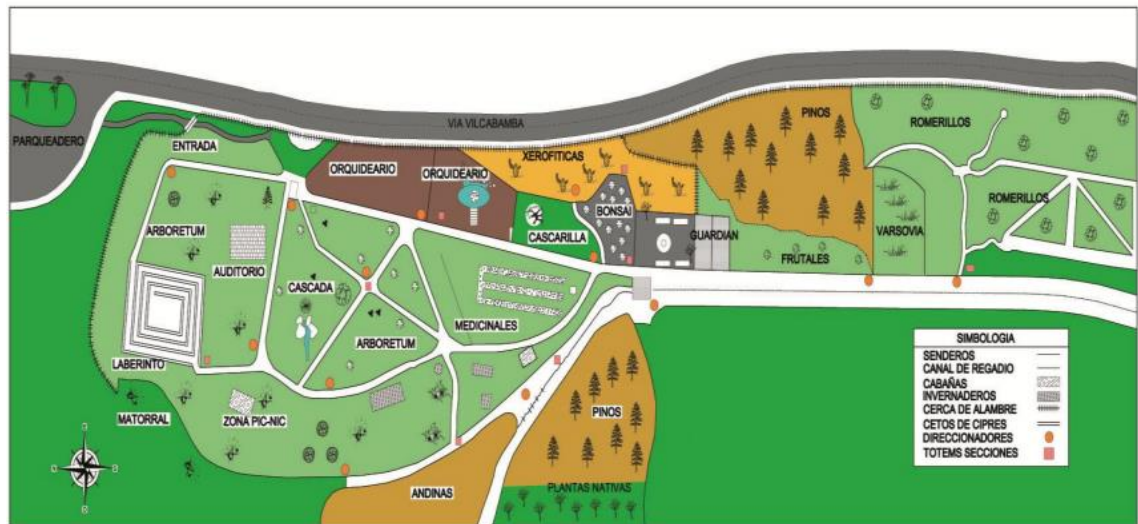 VIA VILCABAMBA
PARQUEADERO
ENTRADA
ORQUIDEARIO
ORQUIDEARIO
XEROFITICAS
PINOS
ROMERILLOS
ROMERILLOS
BONSAI
CASCARILLA
GUARDIAN
VARSOVIA
FRUTALES
ARBORETUM
AUDITORIO
CASCADA
MEDICINALES
ARBORETUM
LABERINTO
MATORRAL
ZONA PIC-NIC
PINOS
ANDINAS
PLANTAS NATIVAS
SIMBOLOGIA
SENDEROS
CANAL DE REGADIO
CABAÑAS
INVERNADEROS
CERCA DE ALAMBRE
CETOS DE CIPRES
DIRECCIONADORES
TOTEMS SECCIONES